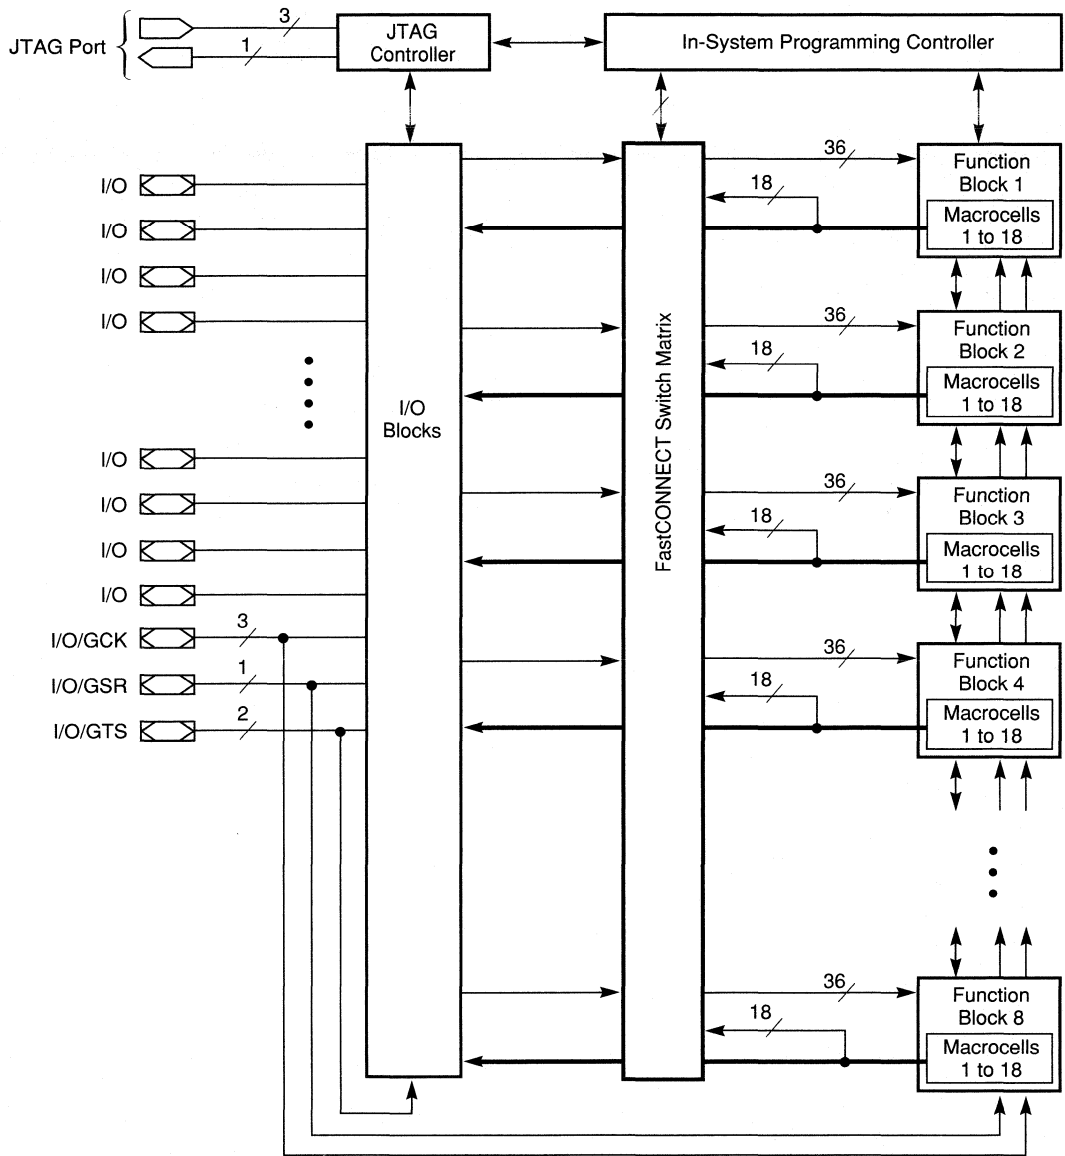 JTAG Port
3
1
JTAG
Controller
In-System Programming Controller
36
Function
Block 1
18
I/O
Macrocells
1 to 18
I/O
I/O
I/O
36
Function
Block 2
18
Macrocells
1 to 18
I/O
Blocks
FastCONNECT Switch Matrix
I/O
36
Function
Block 3
I/O
18
Macrocells
1 to 18
I/O
I/O
I/O/GCK
3
36
Function
Block 4
I/O/GSR
1
18
I/O/GTS
2
Macrocells
1 to 18
36
Function
Block 8
18
Macrocells
1 to 18